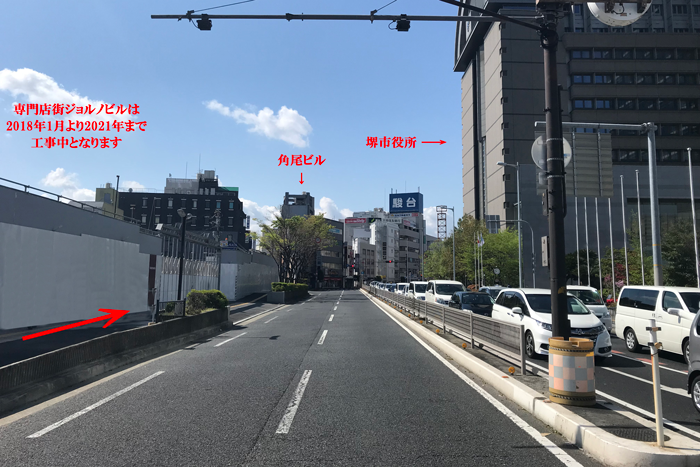 専門店街ジョルノビルは
2018年1月より2021年まで
工事中となります
角尾ビル
↓
堺市役所 →
駿台